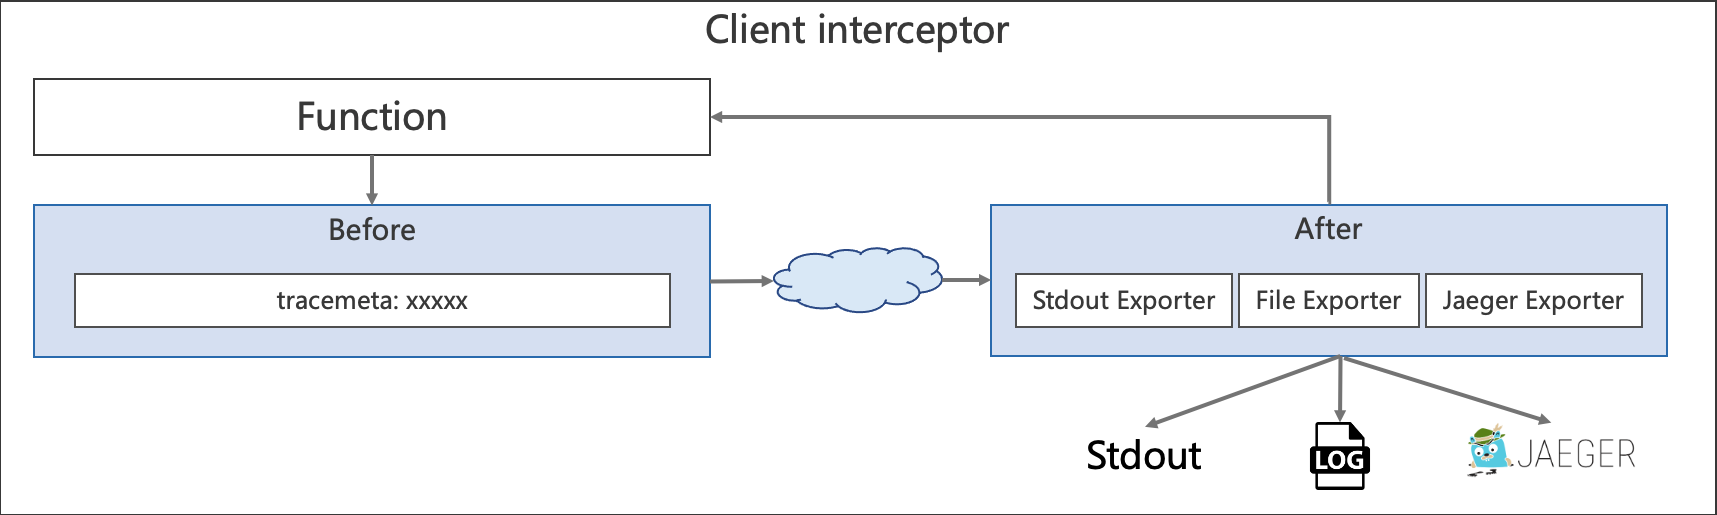 Client interceptor
Function
Before
tracemeta: xxxxx
After
Stdout Exporter
File Exporter
Jaeger Exporter
Stdout
LOG
JAEGER